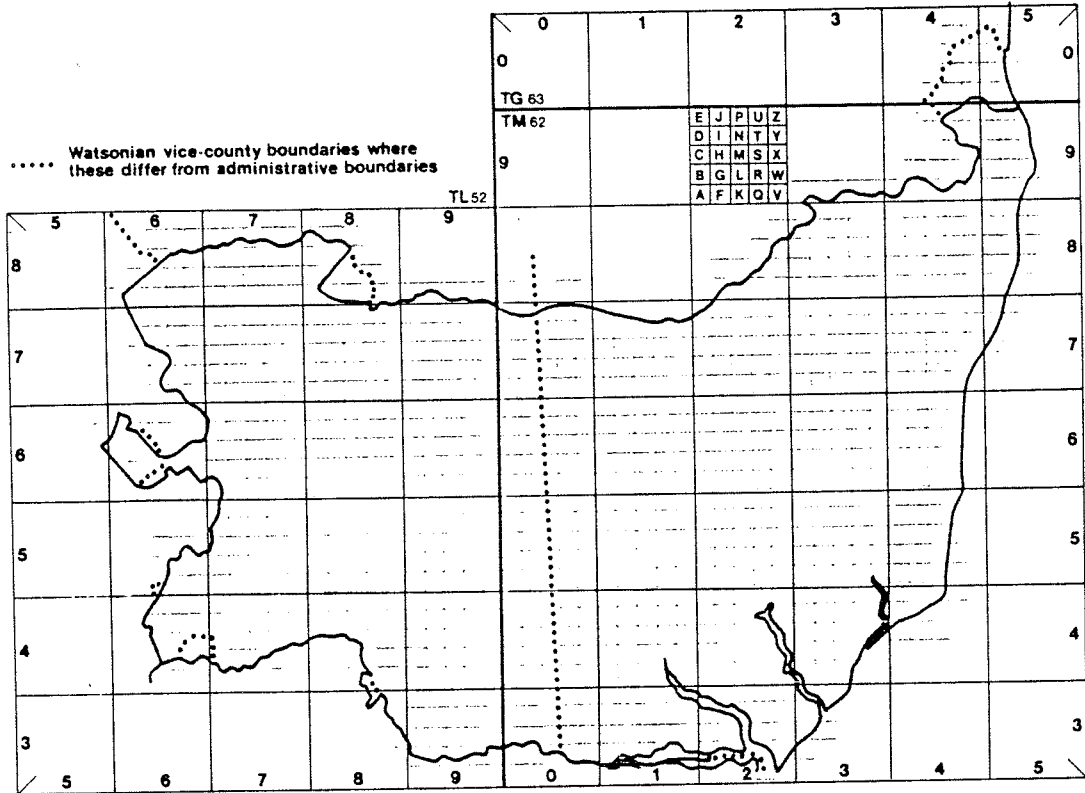 0 1 2 3 4 5
0 0
TG 63
TM 62
E J P U Z
D I N T Y
C H M S X
B G L R W
A F K Q V
9 9
Watsonian vice-county boundaries where
these differ from administrative boundaries
TL 52
5 6 7 8 9
8 8
7 7
6 6
5 5
4 4
3 3
5 6 7 8 9 0 1 2 3 4 5